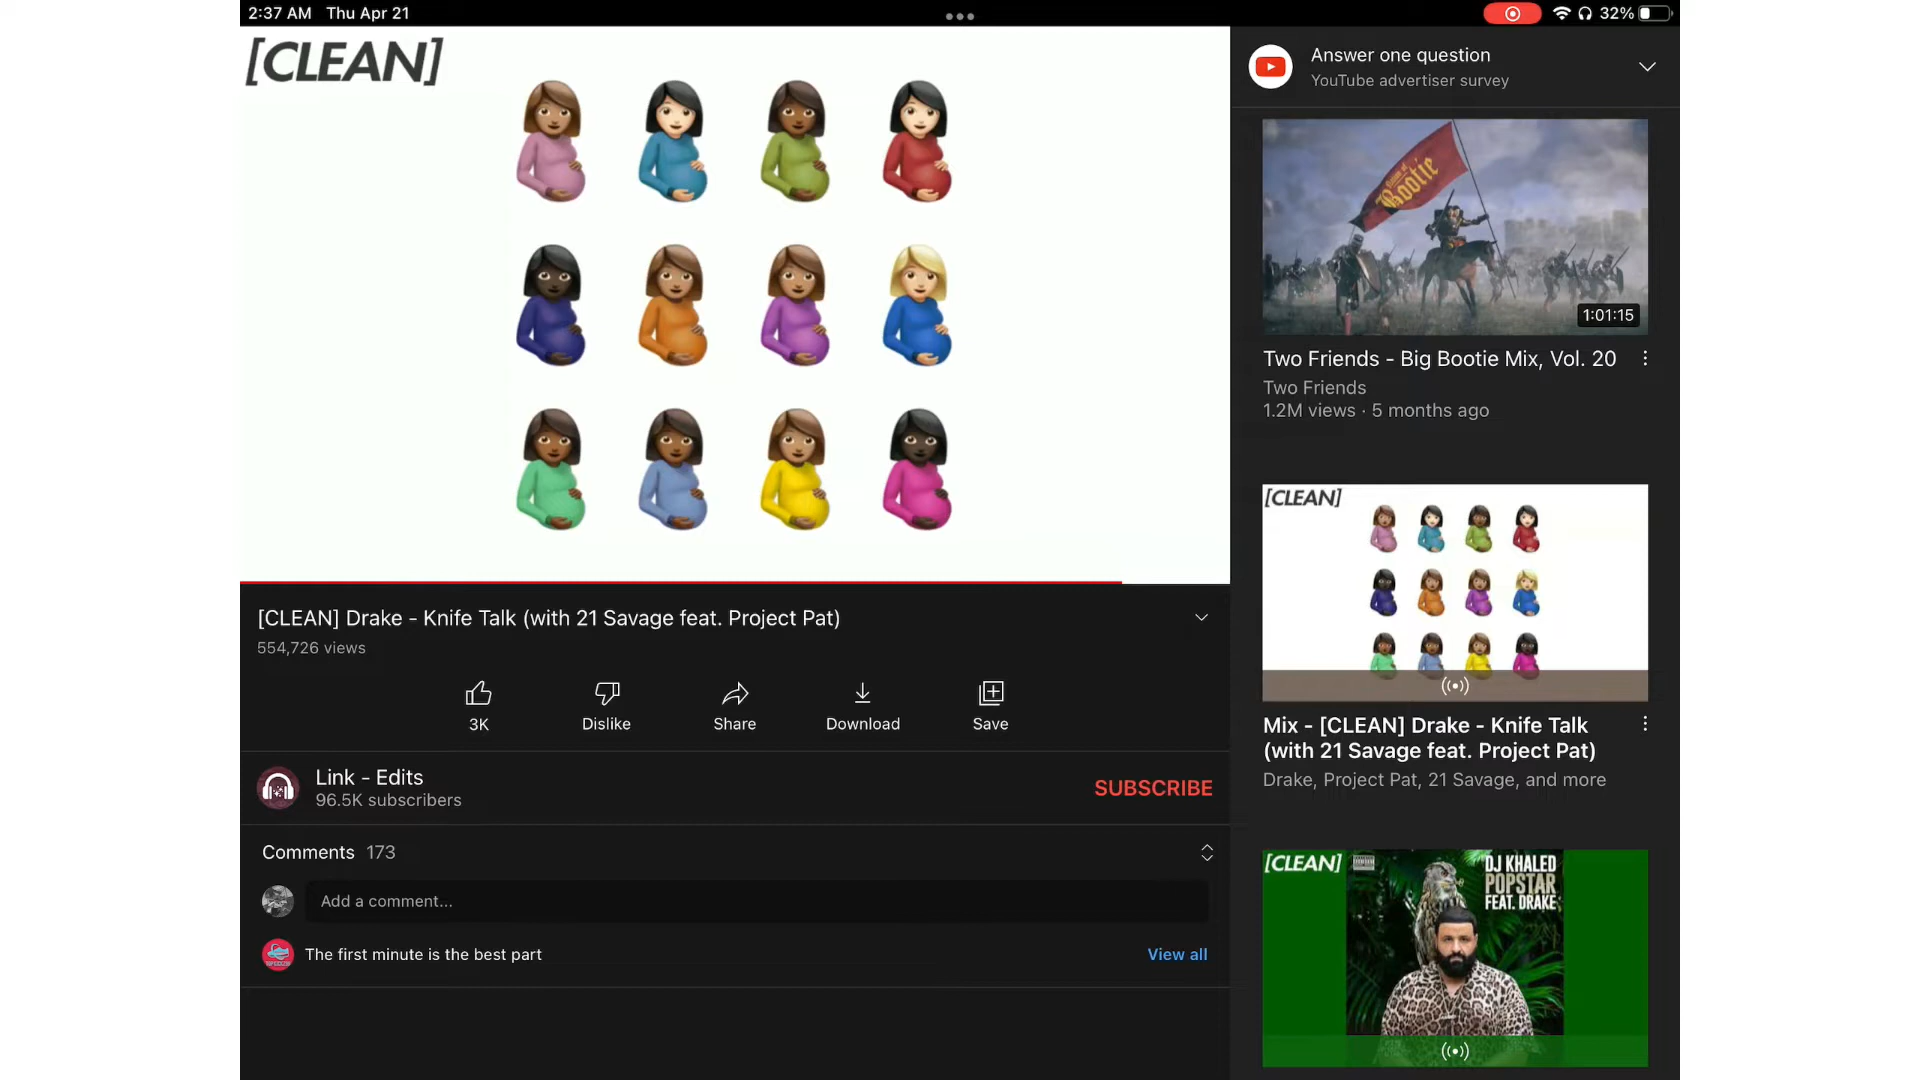 2:37 AM Thu Apr 21
32%
[CLEAN]
[CLEAN] Drake - Knife Talk (with 21 Savage feat. Project Pat)
554,726 views
3K
Dislike
Share
Download
Save
Link - Edits
96.5K subscribers
SUBSCRIBE
Comments 173
Add a comment...
The first minute is the best part
View all
Answer one question
YouTube advertiser survey
Bootie
1:01:15
Two Friends - Big Bootie Mix, Vol. 20
Two Friends
1.2M views · 5 months ago
[CLEAN]
Mix - [CLEAN] Drake - Knife Talk
(with 21 Savage feat. Project Pat)
Drake, Project Pat, 21 Savage, and more
[CLEAN]
DJ KHALED
POPSTAR
FEAT. DRAKE